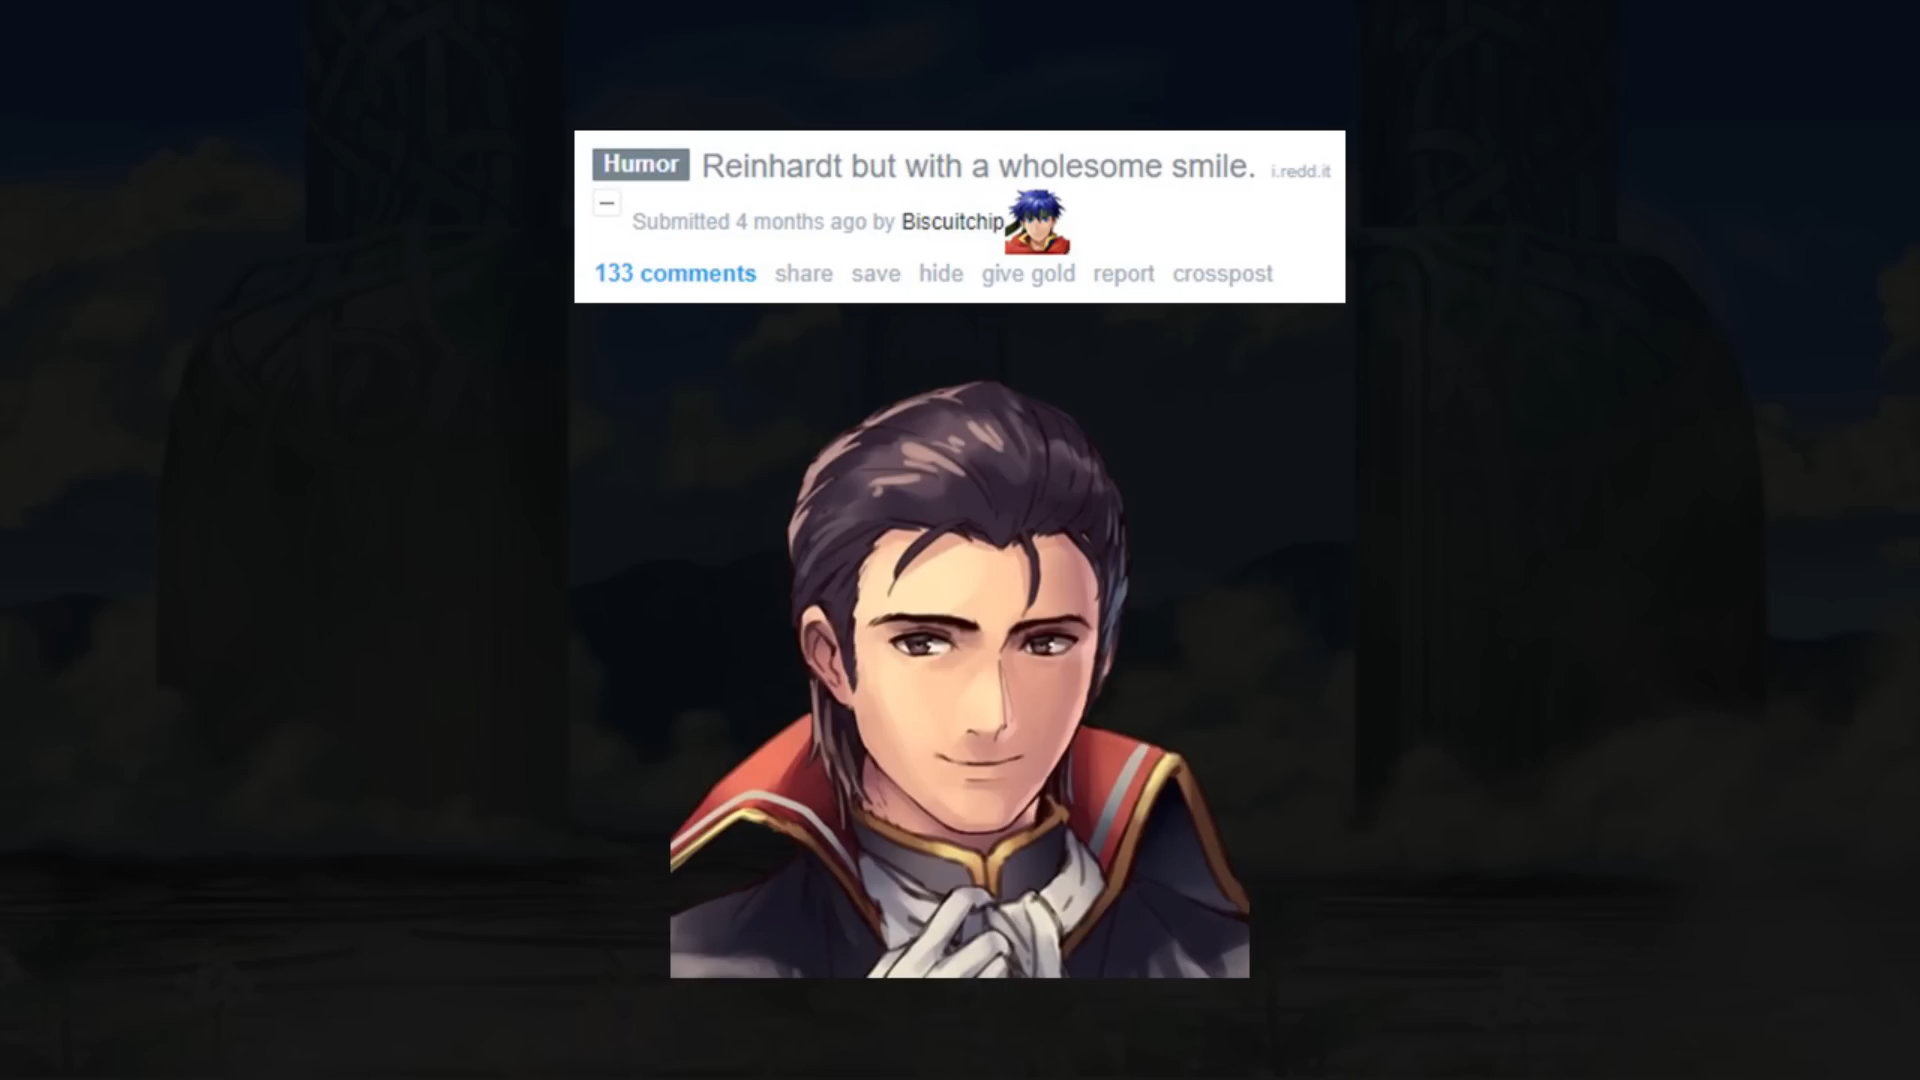 Humor Reinhardt but with a wholesome smile. i.redd.it
Submitted 4 months ago by Biscuitchip
133 comments share save hide give gold report crosspost